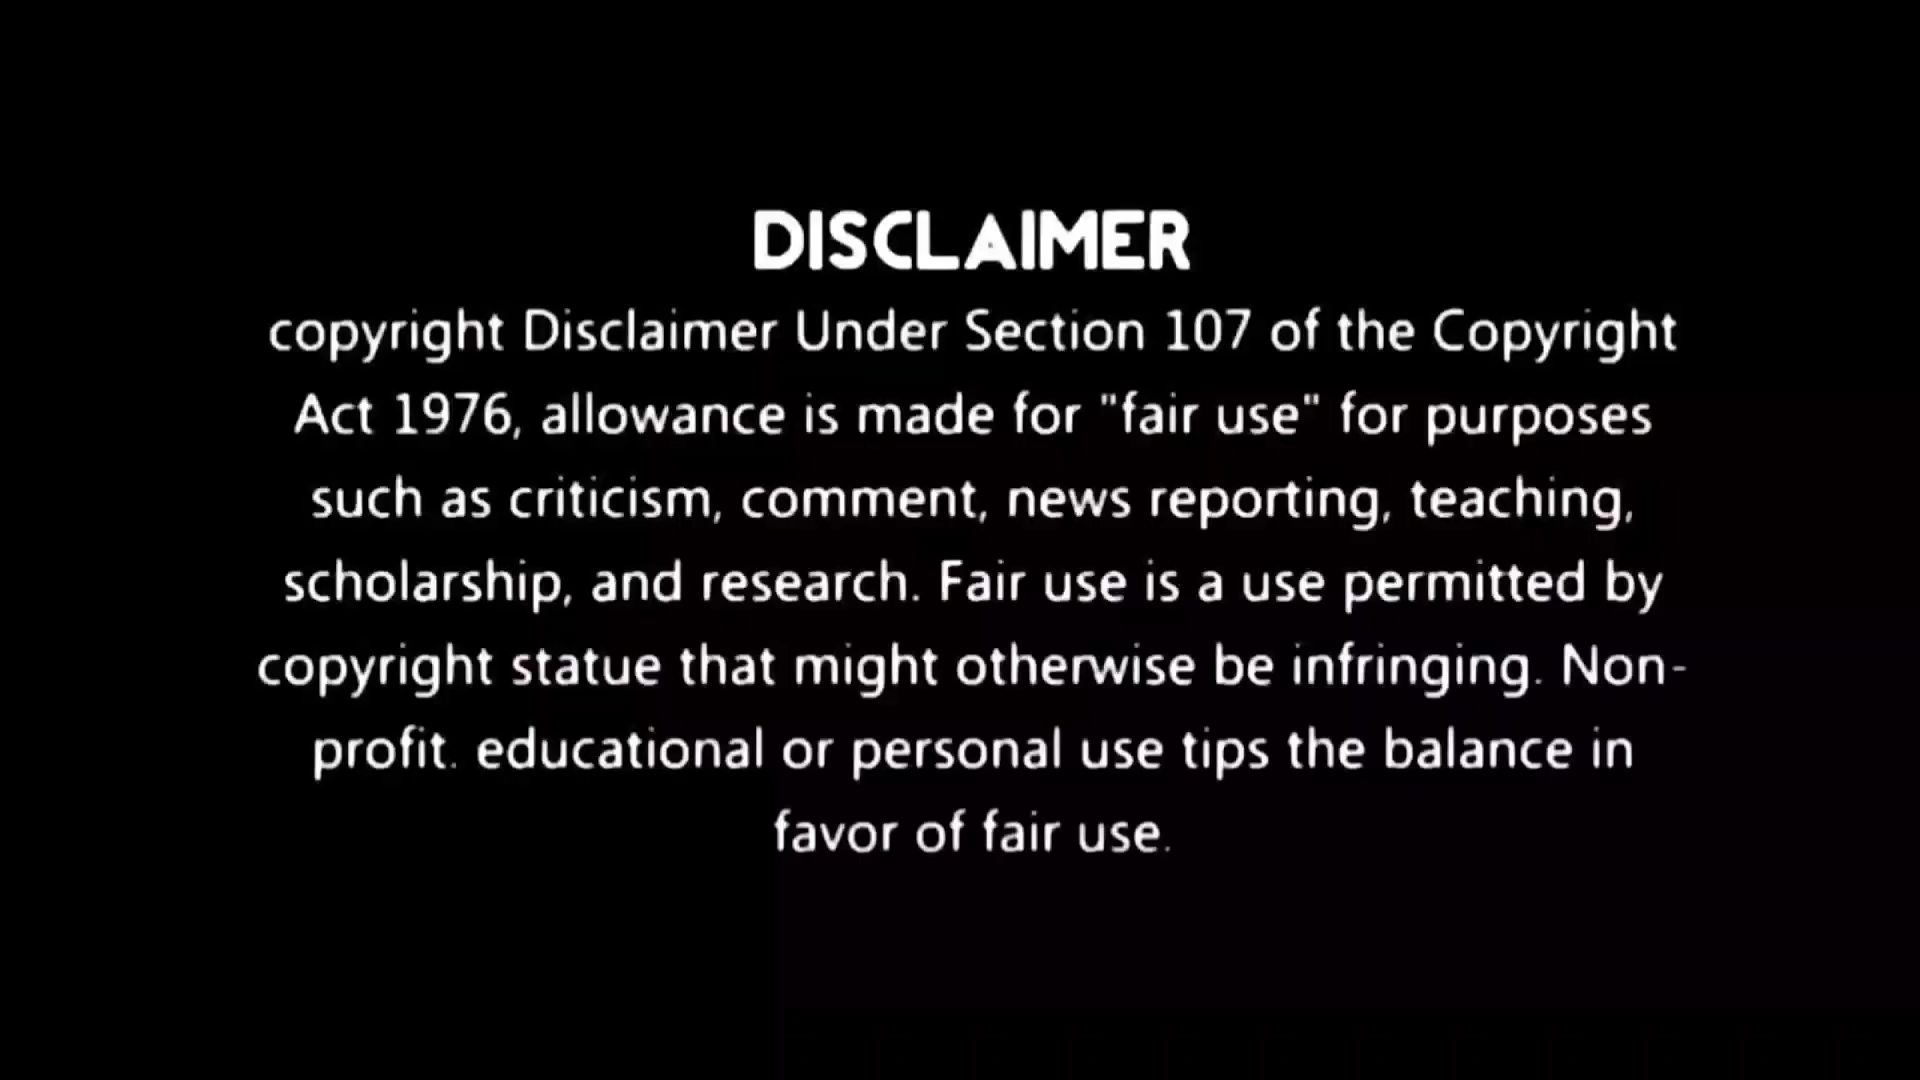 DISCLAIMER
copyright Disclaimer Under Section 107 of the Copyright
Act 1976, allowance is made for "fair use" for purposes
such as criticism, comment, news reporting, teaching,
scholarship, and research. Fair use is a use permitted by
copyright statue that might otherwise be infringing. Non-
profit. educational or personal use tips the balance in
favor of fair use.